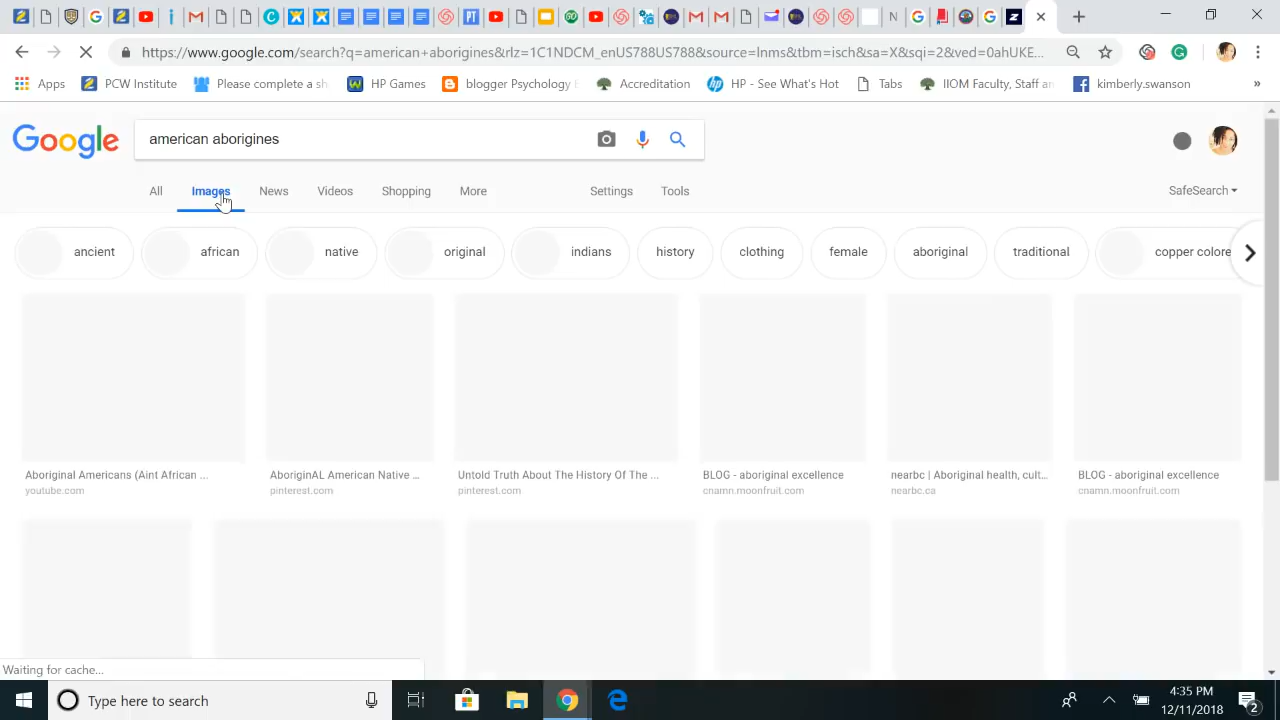 N
https://www.google.com/search?q=american+aborigines&rlz=1C1NDCM_enUS788US788&source=lnms&tbm=isch&sa=X&sqi=2&ved=0ahUKE...
Apps PCW Institute Please complete a sh HP Games blogger Psychology Accreditation HP - See What's Hot Tabs IIOM Faculty, Staff an kimberly.swanson »
Google american aborigines
All Images News Videos Shopping More Settings Tools SafeSearch
ancient african native original indians history clothing female aboriginal traditional copper colore
Aboriginal Americans (Aint African ... AboriginAL American Native ... Untold Truth About The History Of The ... BLOG - aboriginal excellence nearbc | Aboriginal health, cult... BLOG - aboriginal excellence
youtube.com pinterest.com pinterest.com cnamn.moonfruit.com nearbc.ca cnamn.moonfruit.com
Waiting for cache...
Type here to search
4:35 PM
12/11/2018
2